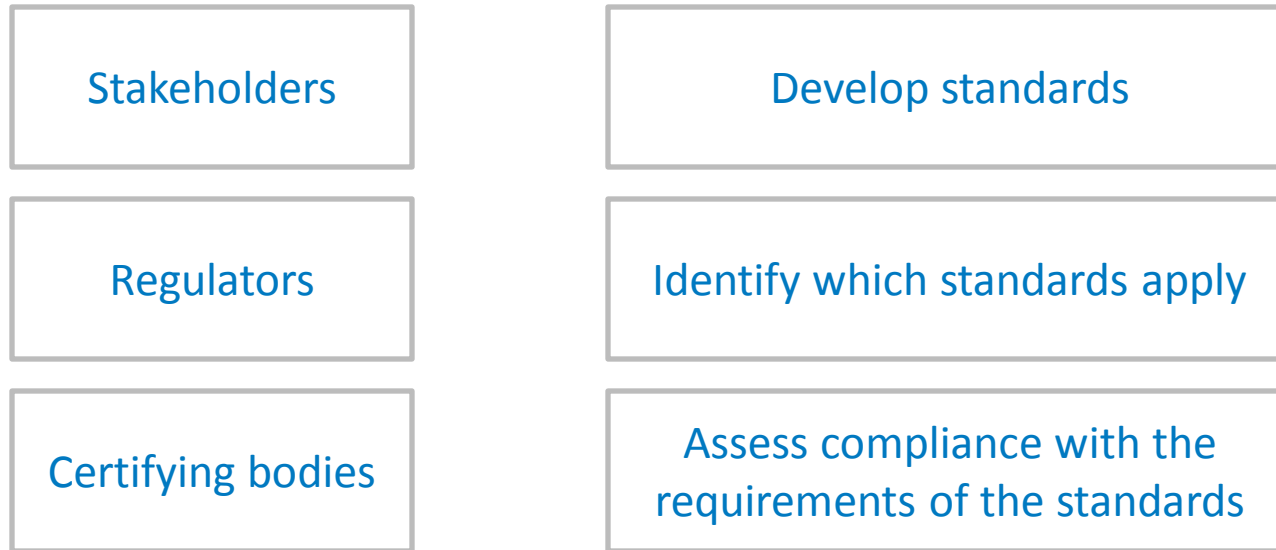 Stakeholders
Develop standards
Regulators
Identify which standards apply
Certifying bodies
Assess compliance with the
requirements of the standards